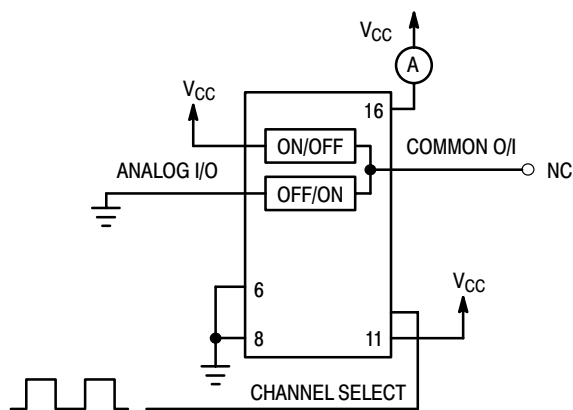 VCC
A
VCC
16
ON/OFF
COMMON O/I
ANALOG I/O
OFF/ON
NC
VCC
6
8
11
CHANNEL SELECT